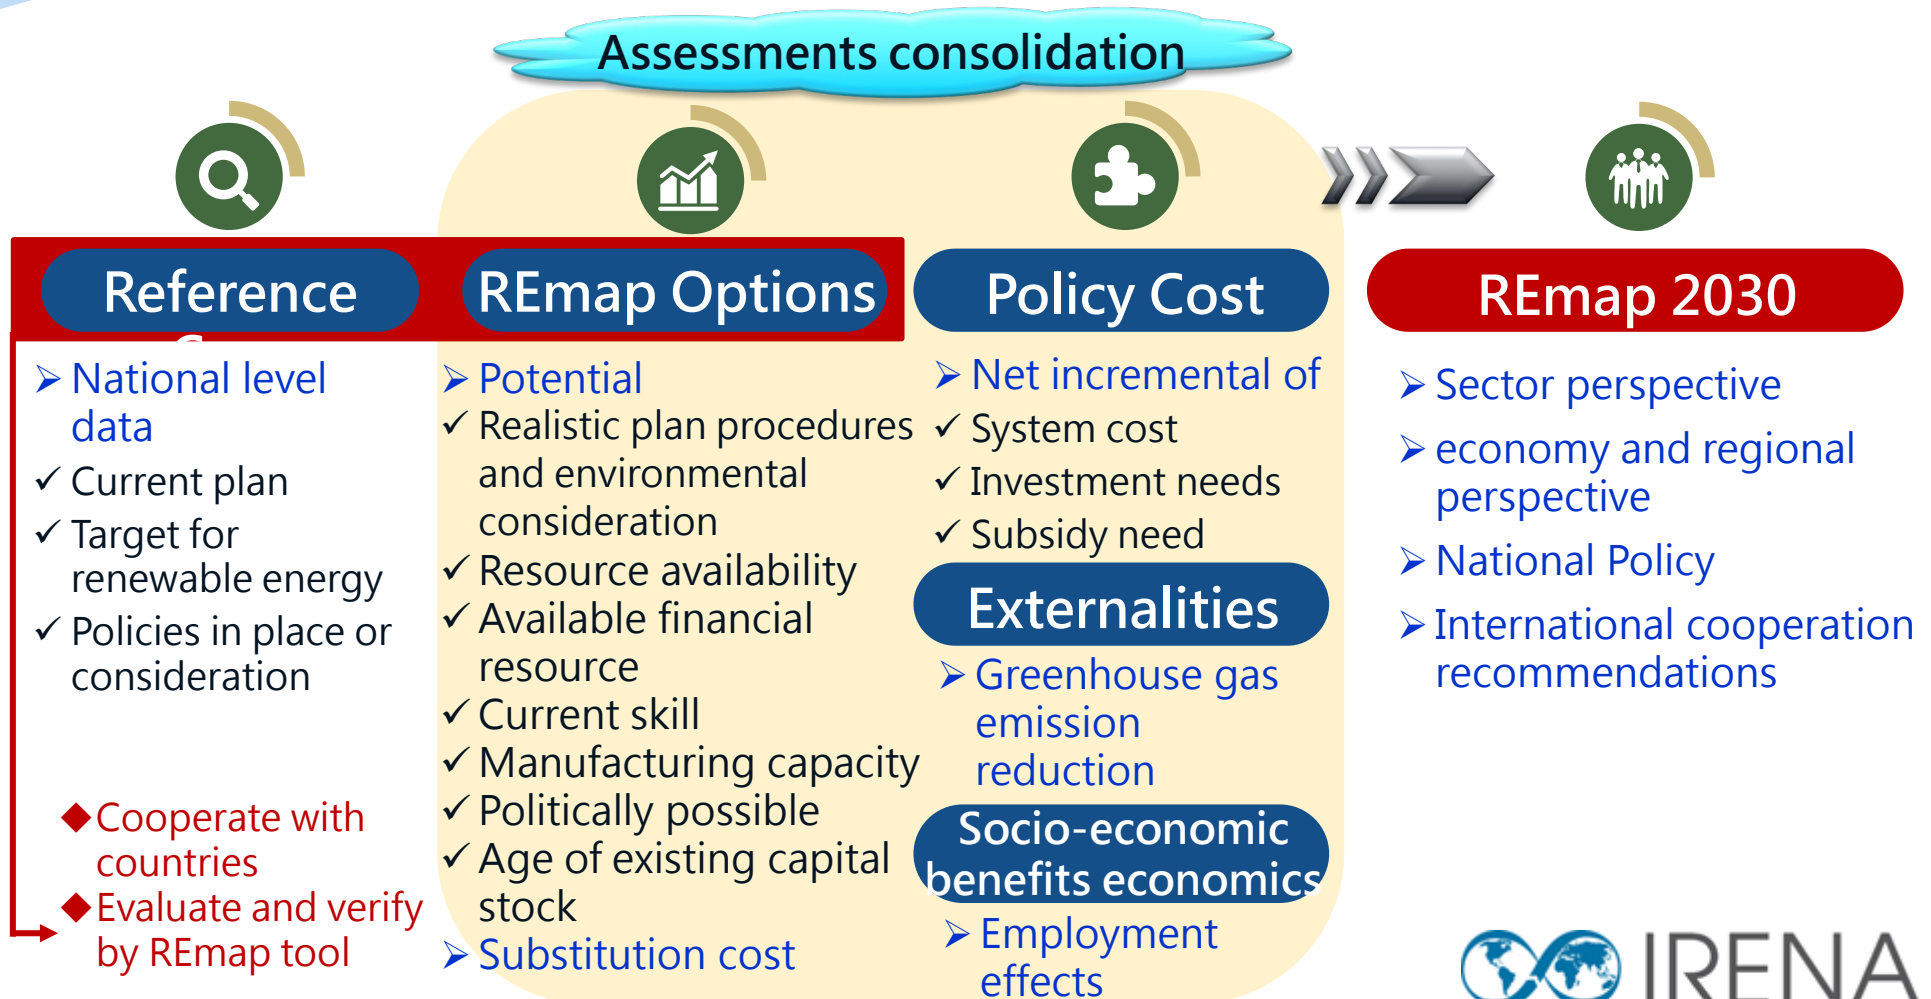 Assessments consolidation
Reference
National level
data
Current plan
Target for
renewable energy
Policies in place or
consideration
Cooperate with
countries
Evaluate and verify
by REmap tool
REmap Options
Potential
Realistic plan procedures
and environmental
consideration
Resource availability
Available financial
resource
Current skill
Manufacturing capacity
Politically possible
Age of existing capital
stock
Substitution cost
Policy Cost
Net incremental of
System cost
Investment needs
Subsidy need
Externalities
Greenhouse gas
emission
reduction
Socio-economic
benefits economics
Employment
effects
REmap 2030
Sector perspective
economy and regional
perspective
National Policy
International cooperation
recommendations
IRENA